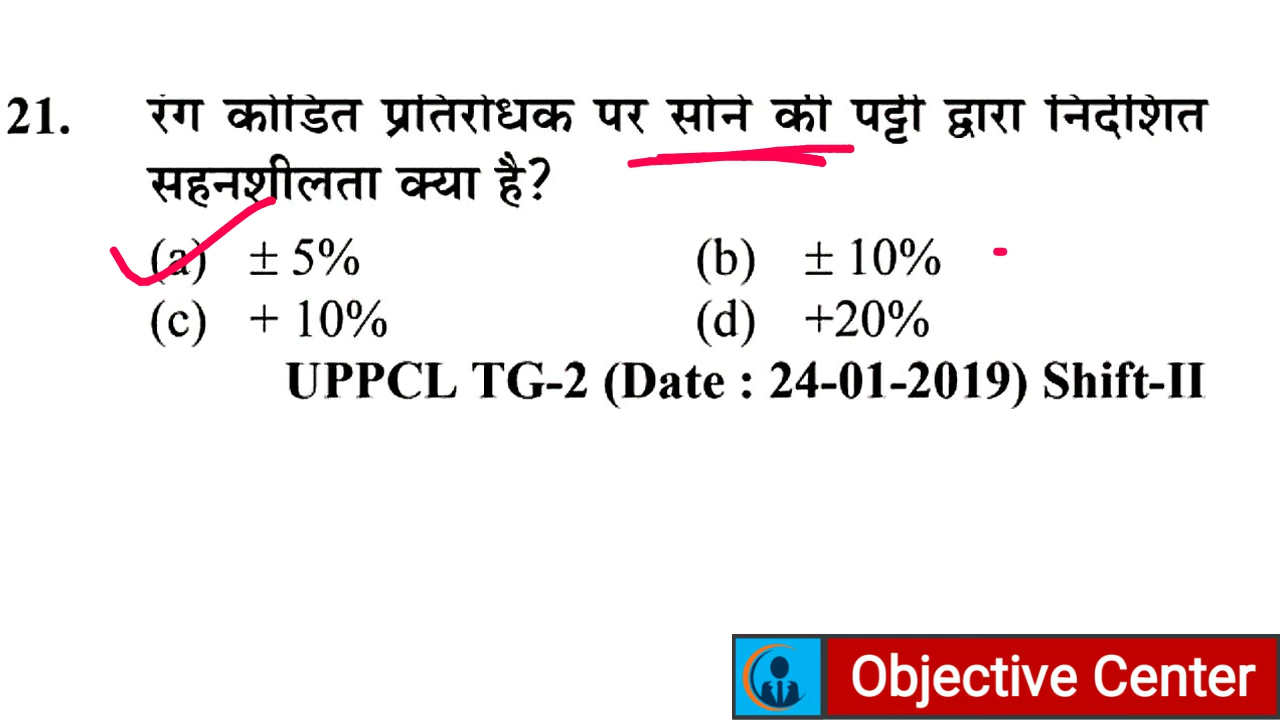 21. रंग कोडित प्रतिरोधक पर सोने की पट्टी द्वारा निर्देशित
सहनशीलता क्या है?
(a) ± 5% (b) ± 10%
(c) + 10% (d) +20%
UPPCL TG-2 (Date : 24-01-2019) Shift-II
Objective Center